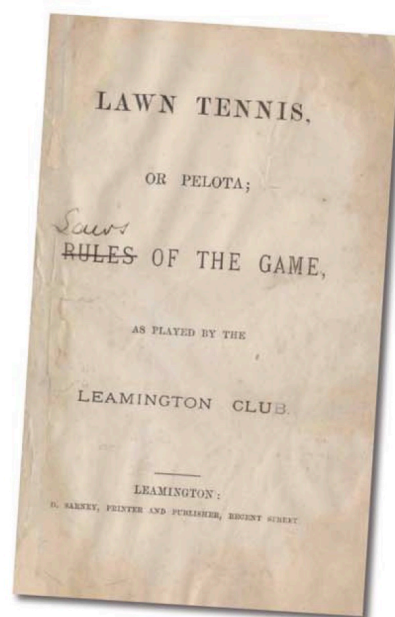 LAWN TENNIS,
OR PELOTA;
Laws
RULES OF THE GAME,
AS PLAYED BY THE
LEAMINGTON CLUB.
LEAMINGTON:
D. SARNEY, PRINTER AND PUBLISHER, REGENT STREET